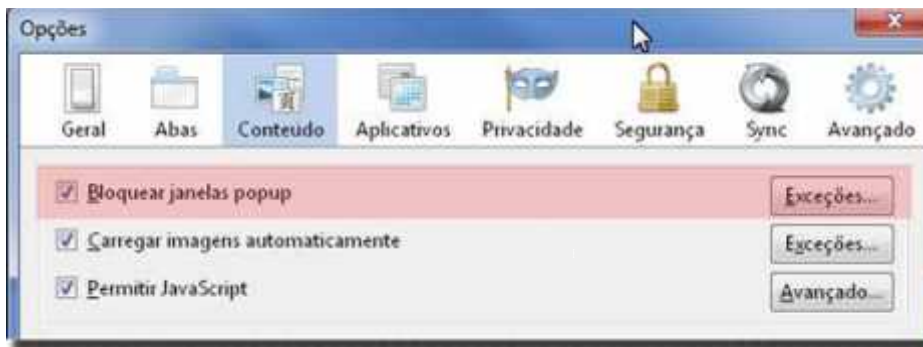 Opções
Geral Abas Conteúdo Aplicativos Privacidade Segurança Sync Avançado
Bloquear janelas popup Exceções...
Carregar imagens automaticamente Exceções...
Permitir JavaScript Avançado...